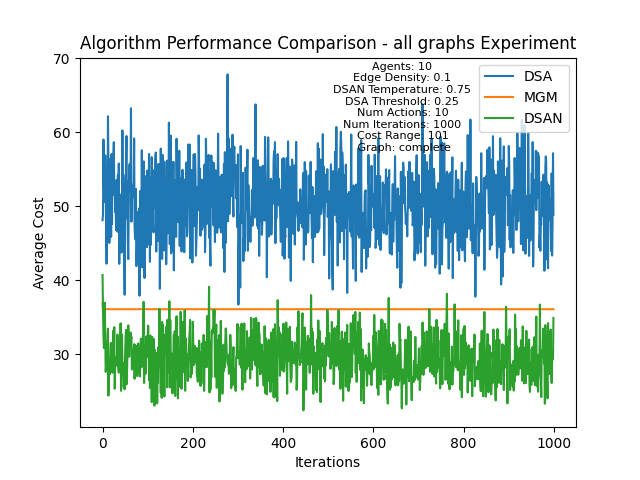 Algorithm Performance Comparison - all graphs Experiment
Agents: 10
Edge Density: 0.1
DSAN Temperature: 0.75
DSA Threshold: 0.25
Num Actions: 10
Num Iterations: 1000
Cost Range: 101
Graph: complete
DSA
MGM
DSAN
Average Cost
70
60
50
40
30
0 200 400 600 800 1000
Iterations